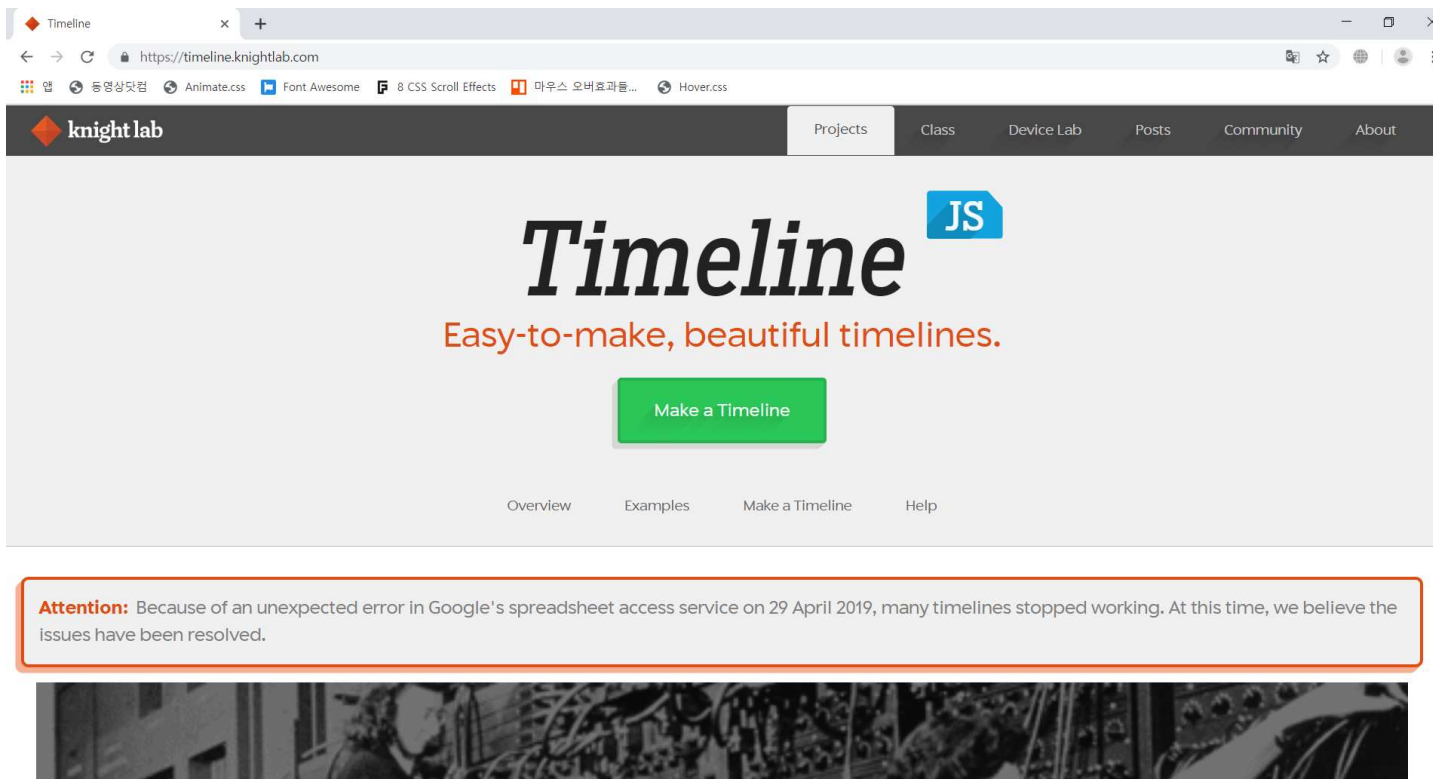 Timeline
https://timeline.knightlab.com
앱 동영상닷컴 Animate.css Font Awesome 8 CSS Scroll Effects 마우스 오버효과들... Hover.css
knight lab Projects Class Device Lab Posts Community About
JS
Timeline
Easy-to-make, beautiful timelines.
Make a Timeline
Overview Examples Make a Timeline Help
Attention: Because of an unexpected error in Google's spreadsheet access service on 29 April 2019, many timelines stopped working. At this time, we believe the
issues have been resolved.